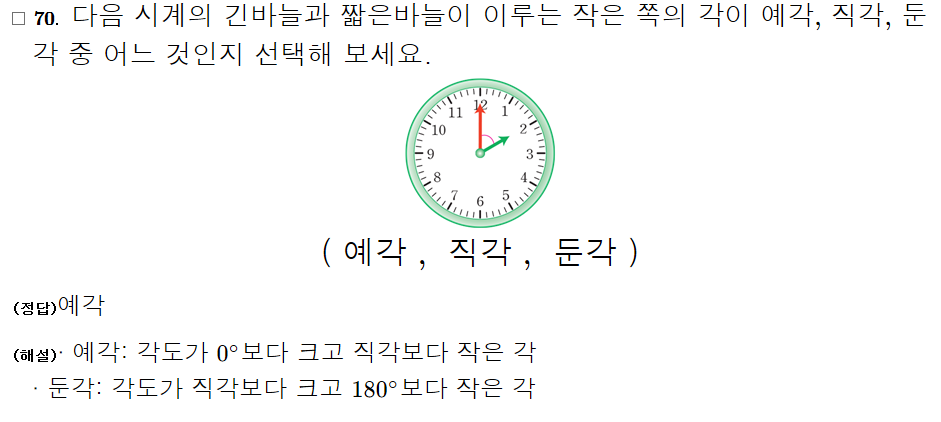 □ 70. 다음 시계의 긴바늘과 짧은바늘이 이루는 작은 쪽의 각이 예각, 직각, 둔
각 중 어느 것인지 선택해 보세요.
12
11 1
10 2
9 3
8 4
7 5
6
( 예각 , 직각 , 둔각 )
(정답)예각
(해설)· 예각: 각도가 0°보다 크고 직각보다 작은 각
· 둔각: 각도가 직각보다 크고 180°보다 작은 각